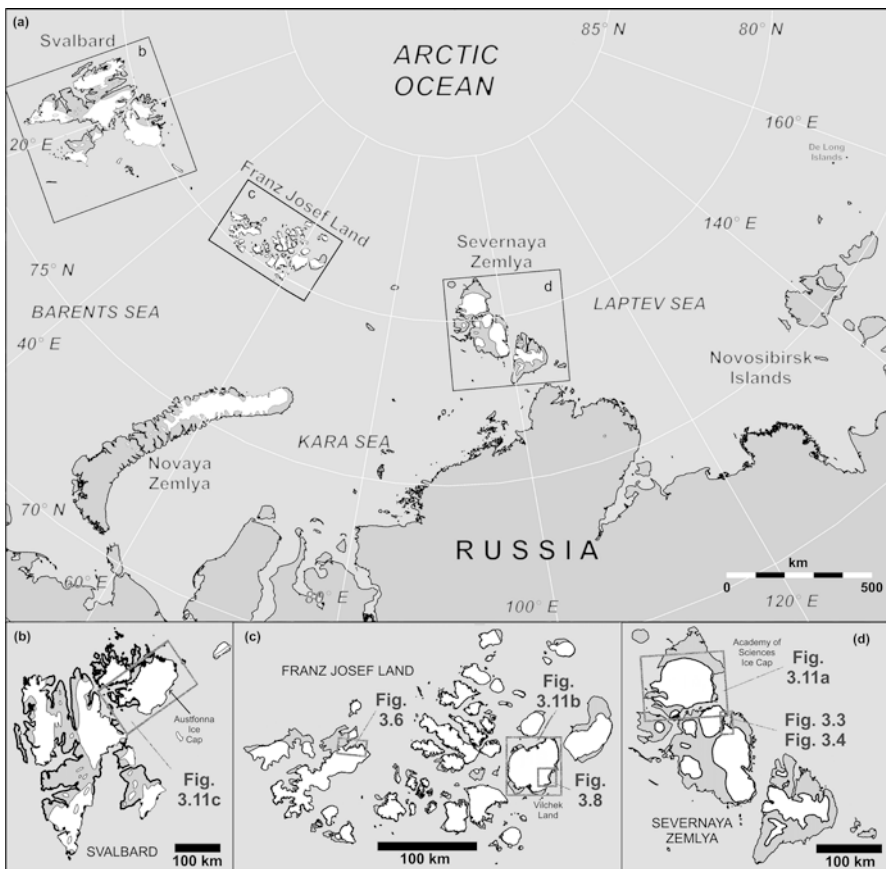 (a)
Svalbard
b
ARCTIC
OCEAN
85° N
80° N
20° E
160° E
De Long
Islands
Franz Josef Land
c
140° E
Severnaya
Zemlya
d
75°
N
BARENTS SEA
LAPTEV SEA
40° E
Novosibirsk
Islands
KARA SEA
Novaya
Zemlya
70° N
RUSSIA
km
0
500
60° E
80° E
100° E
120° E
(b)
Austfonna
Ice
Cap
Fig.
3.11c
SVALBARD
100 km
(c)
FRANZ JOSEF LAND
Fig.
3.6
Fig.
3.11b
Fig.
3.8
Vilchek
Land
100 km
(d)
Academy of
Sciences
Ice Cap
Fig.
3.11a
Fig. 3.3
Fig. 3.4
SEVERNAYA
ZEMLYA
100 km